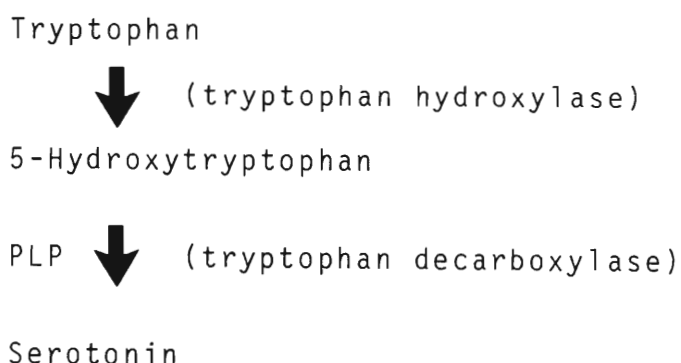 Tryptophan
(tryptophan hydroxylase)
5-Hydroxytryptophan
PLP (tryptophan decarboxylase)
Serotonin